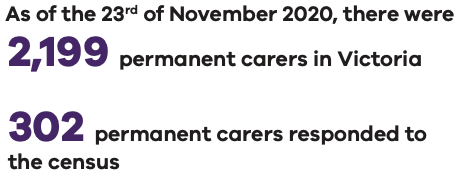 As of the 23rd of November 2020, there were
2,199 permanent carers in Victoria
302 permanent carers responded to
the census